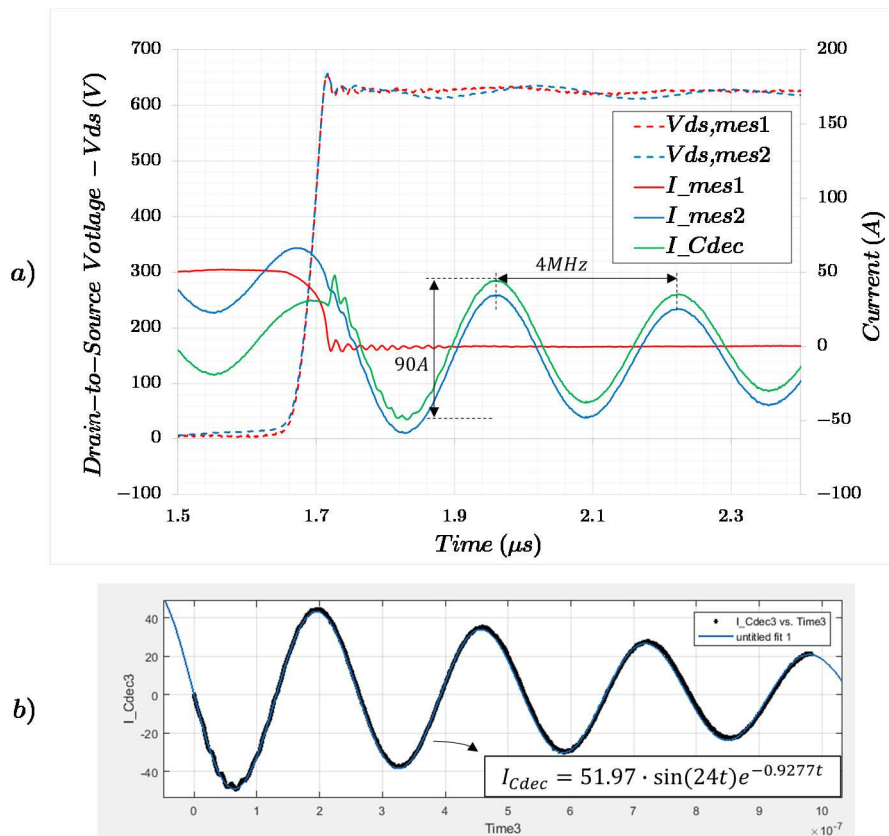 a)
700
600
500
400
300
200
100
0
−100
Drain−to−Source Votlage −Vds (V)
200
150
100
50
0
−50
−100
Current (A)
Vds,mes1
Vds,mes2
I_mes1
I_mes2
I_Cdec
4MHz
90A
1.5 1.7 1.9 2.1 2.3
Time (μs)
b)
40
20
0
-20
-40
I_Cdec3
I_Cdec3 vs. Time3
untitled fit 1
I_Cdec = 51.97 · sin(24t)e^{−0.9277t}
0 1 2 3 4 5 6 7 8 9 10
Time3
×10^{-7}